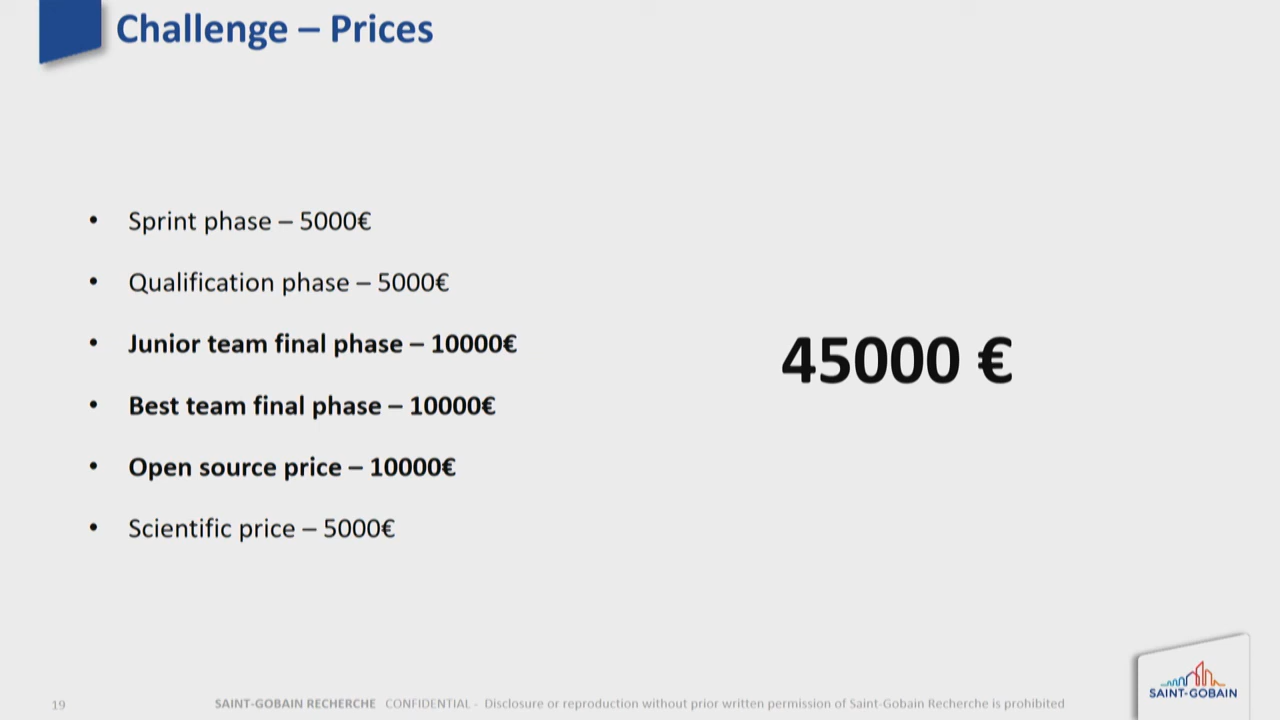 Challenge – Prices
• Sprint phase – 5000€
• Qualification phase – 5000€
• Junior team final phase – 10000€
• Best team final phase – 10000€
• Open source price – 10000€
• Scientific price – 5000€
45000 €
19
SAINT-GOBAIN RECHERCHE CONFIDENTIAL - Disclosure or reproduction without prior written permission of Saint-Gobain Recherche is prohibited
SAINT-GOBAIN